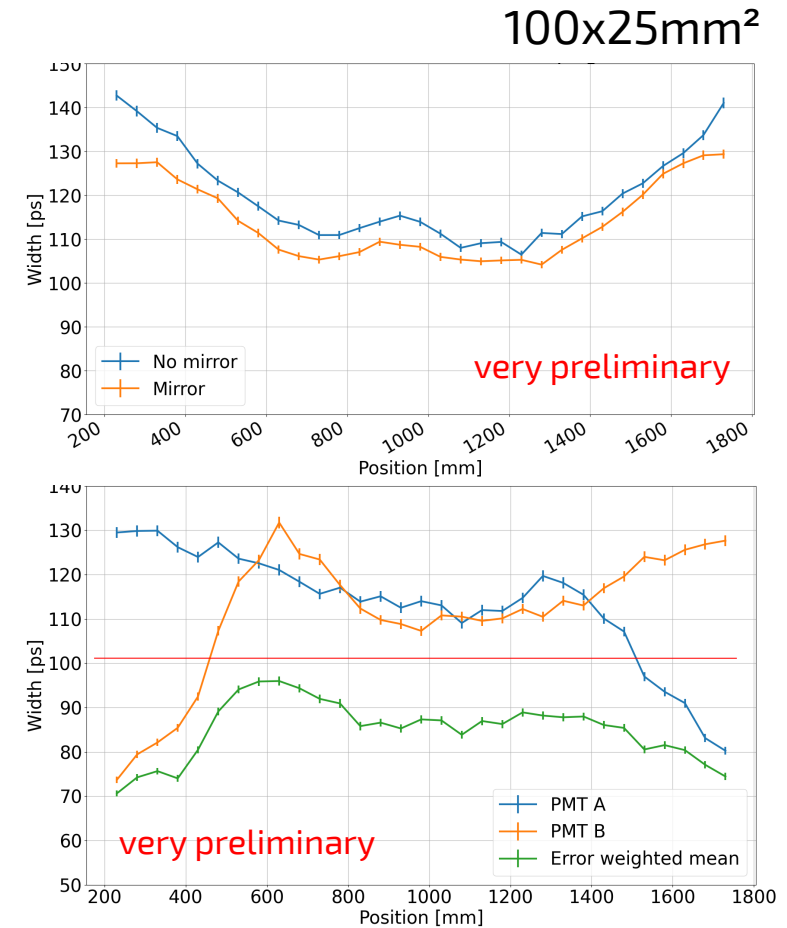 100x25mm²
150
140
130
120
110
100
90
80
70
Width [ps]
No mirror
Mirror
very preliminary
200 400 600 800 1000 1200 1400 1600 1800
Position [mm]
140
130
120
110
100
90
80
70
60
50
Width [ps]
PMT A
PMT B
Error weighted mean
very preliminary
200 400 600 800 1000 1200 1400 1600 1800
Position [mm]